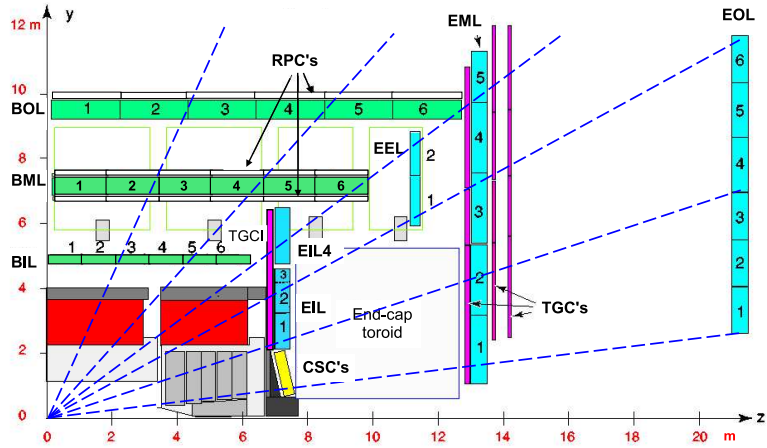 12 m y EML EOL
RPC's
6
5
10
BOL 1 2 3 4 5 6
5
EEL 2
4
4
8
BML 1 2 3 4 5 6
1
3
3
6
TGCI
1 2 3 4 5 6
BIL
EIL4
2
2
4
3
2 EIL
1
End-cap
toroid
TGC's
1
1
2
CSC's
0
z
0 2 4 6 8 10 12 14 16 18 20 m